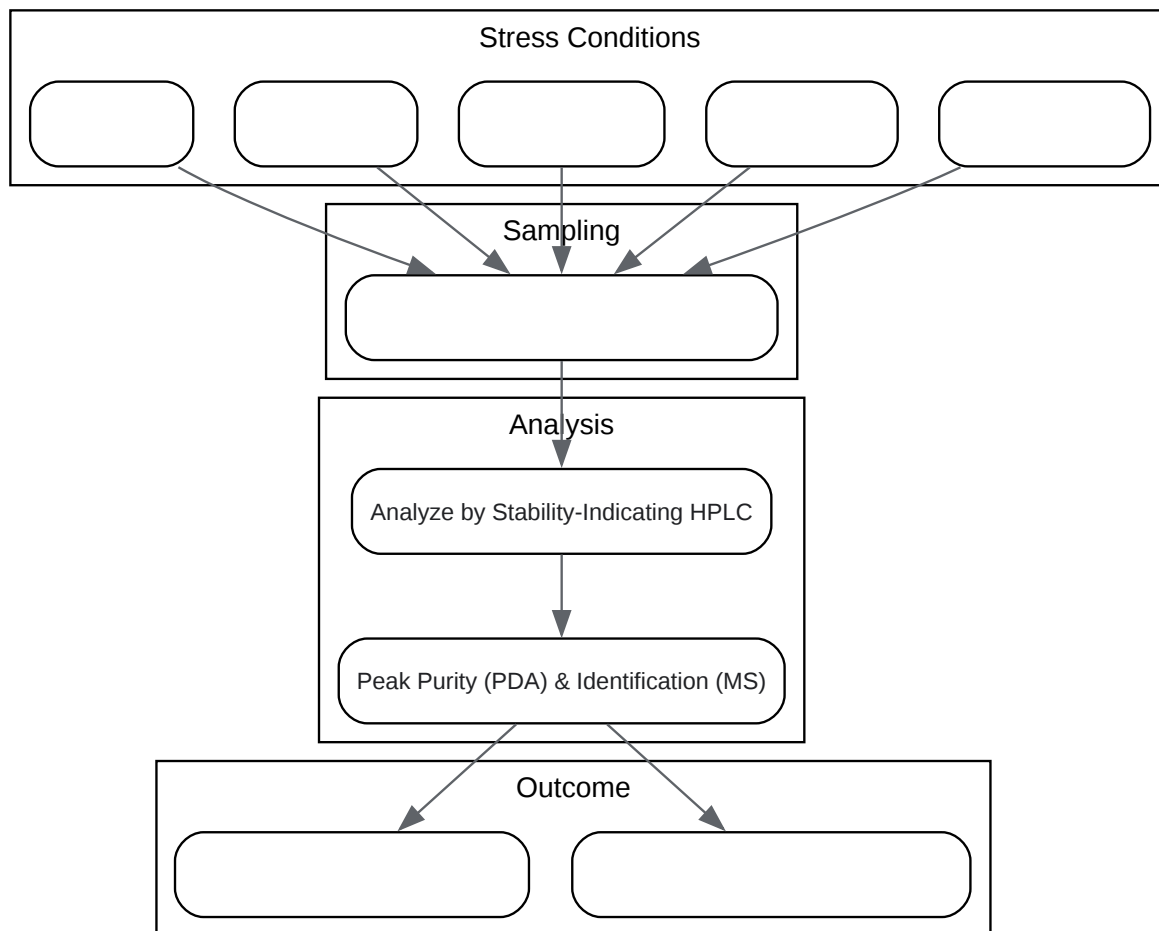 Stress Conditions
Sampling
Analysis
Analyze by Stability-Indicating HPLC
Peak Purity (PDA) & Identification (MS)
Outcome